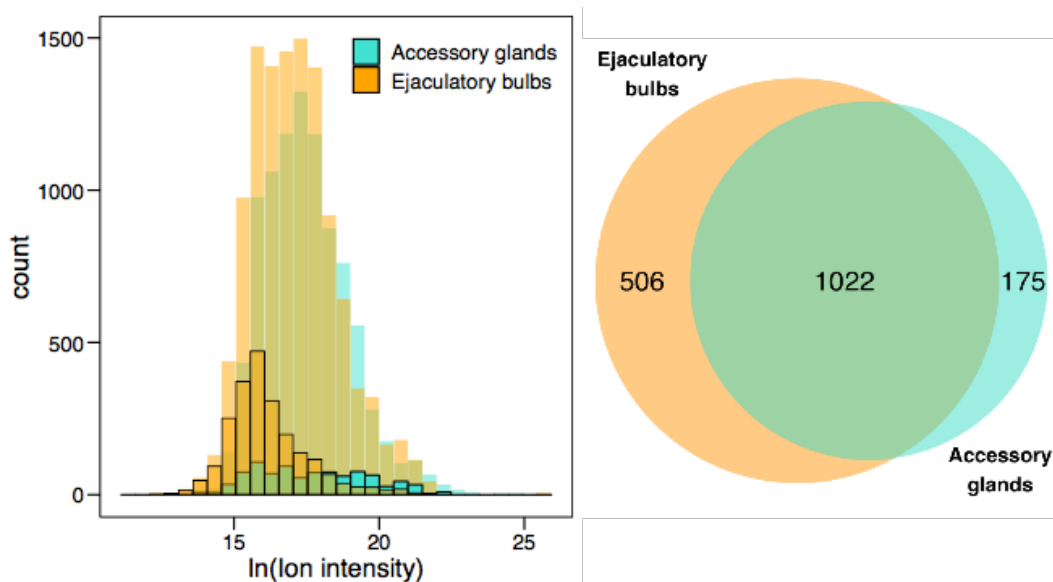 1500
1000
500
0
count
15
20
25
ln(Ion intensity)
Accessory glands
Ejaculatory bulbs
Ejaculatory
bulbs
506
1022
175
Accessory
glands